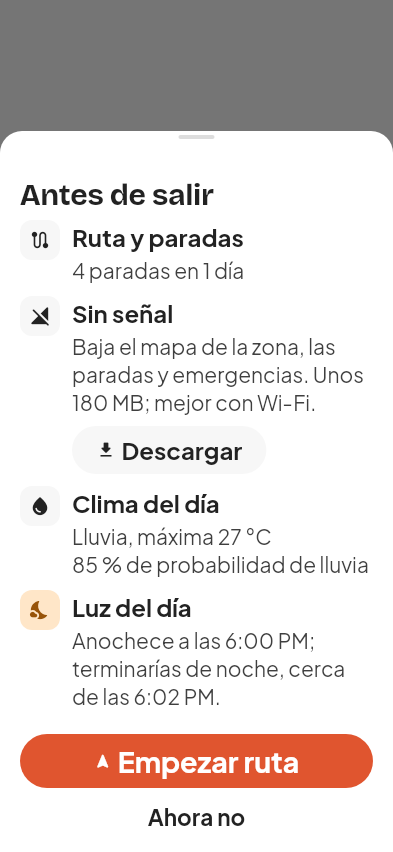 Antes de salir
Ruta y paradas
4 paradas en 1 día
Sin señal
Baja el mapa de la zona, las
paradas y emergencias. Unos
180 MB; mejor con Wi-Fi.
Descargar
Clima del día
Lluvia, máxima 27 °C
85 % de probabilidad de lluvia
Luz del día
Anochece a las 6:00 PM;
terminarías de noche, cerca
de las 6:02 PM.
Empezar ruta
Ahora no